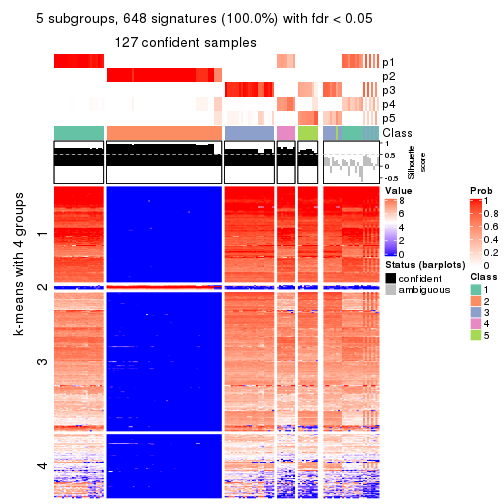 5 subgroups, 648 signatures (100.0%) with fdr < 0.05
127 confident samples
p1
p2
p3
p4
p5
Class
1
0.5
0
-0.5
Silhouette
score
k-means with 4 groups
1
2
3
4
Value
8
6
4
2
0
Status (barplots)
confident
ambiguous
Prob
1
0.8
0.6
0.4
0.2
0
Class
1
2
3
4
5